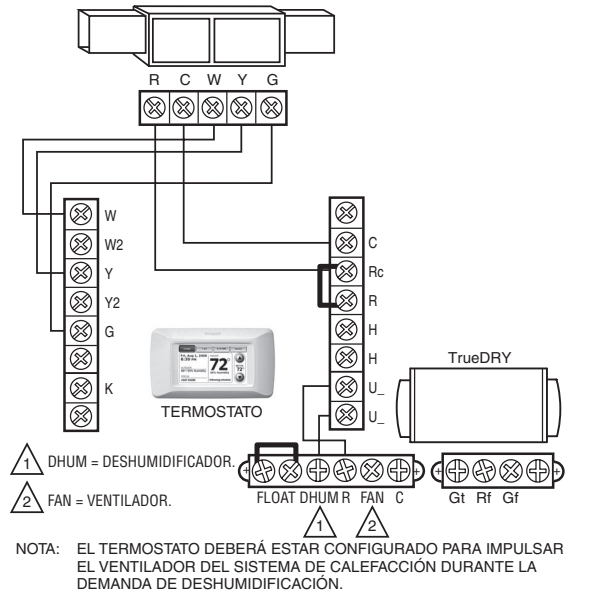 R C W Y G
W
W2
Y
Y2
G
K
C
Rc
R
H
H
U_
U_
72°
72°
TERMOSTATO
TrueDRY
1 DHUM = DESHUMIDIFICADOR.
2 FAN = VENTILADOR.
FLOAT DHUM R FAN C
Gt Rf Gf
1 2
NOTA: EL TERMOSTATO DEBERÁ ESTAR CONFIGURADO PARA IMPULSAR
EL VENTILADOR DEL SISTEMA DE CALEFACCIÓN DURANTE LA
DEMANDA DE DESHUMIDIFICACIÓN.